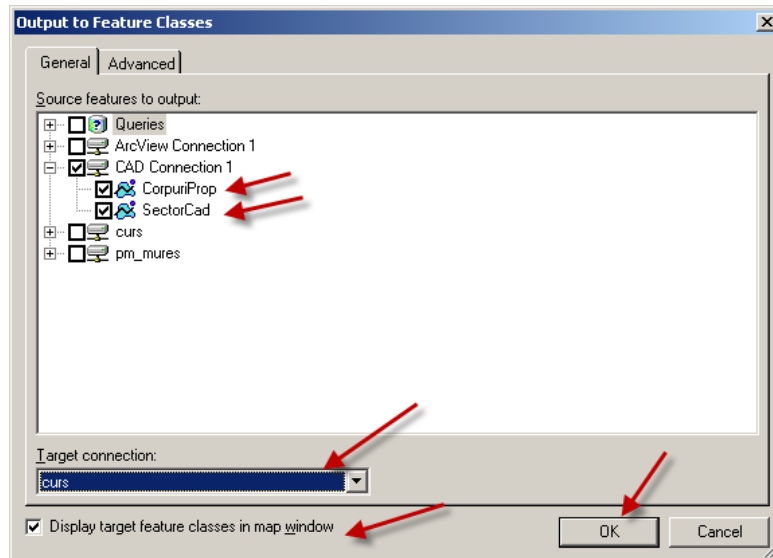 Output to Feature Classes
General Advanced
Source features to output:
Queries
ArcView Connection 1
CAD Connection 1
CorpuriProp
SectorCad
curs
pm_mures
Target connection:
curs
Display target feature classes in map window
OK Cancel